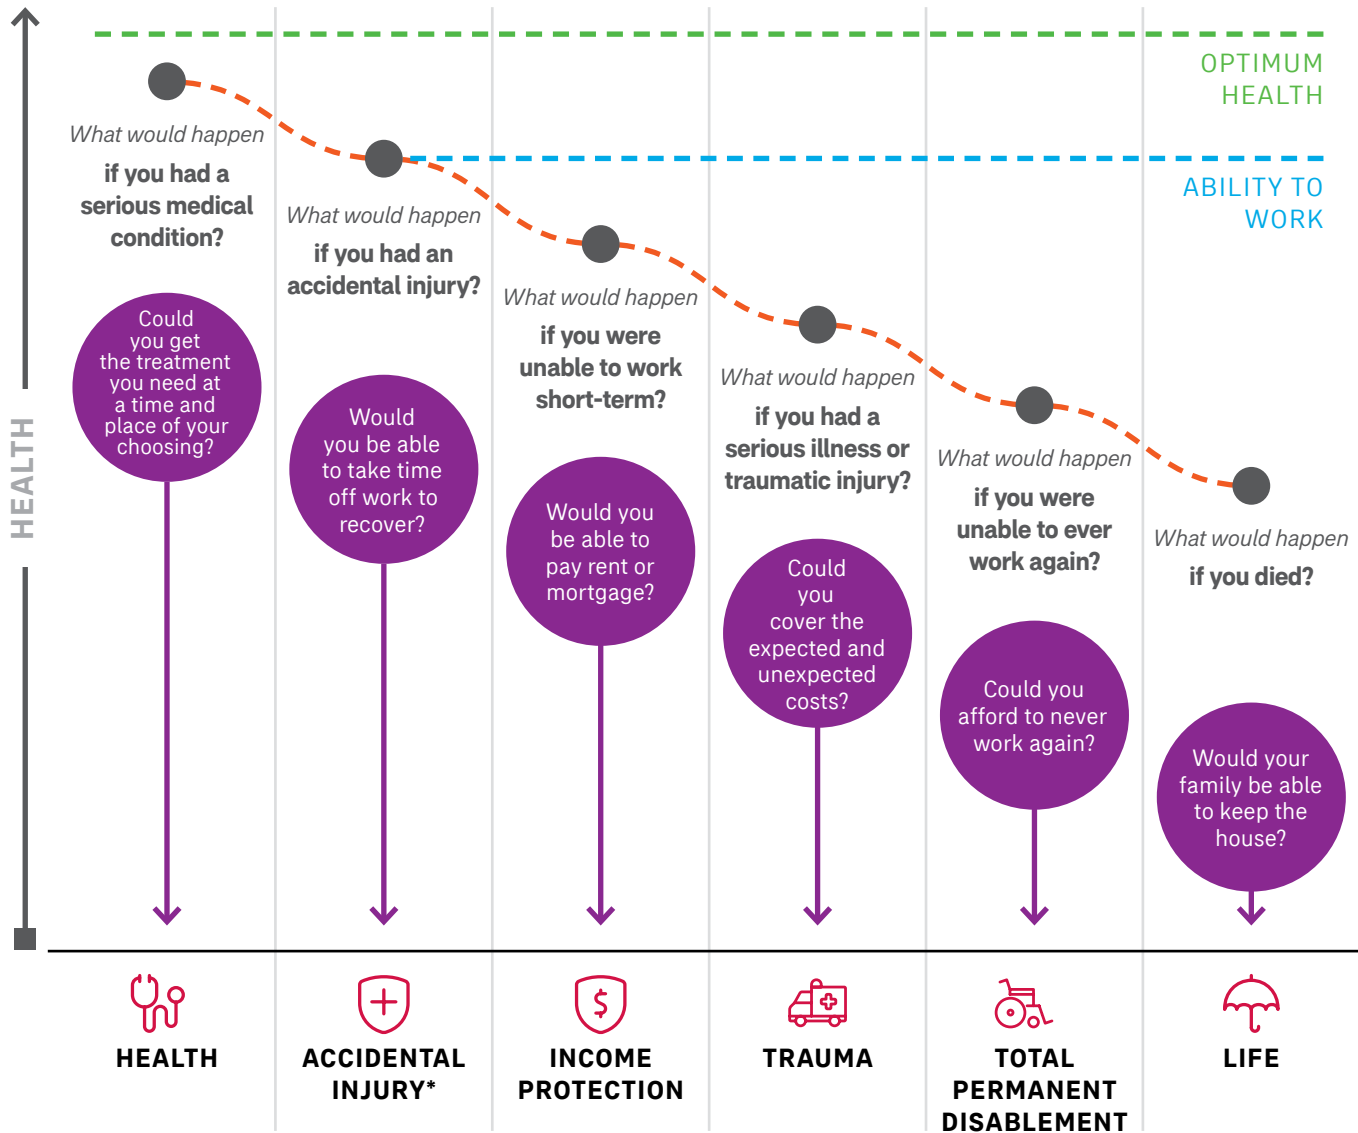 OPTIMUM
HEALTH
ABILITY TO
WORK
HEALTH
What would happen
if you had a
serious medical
condition?
Could
you get
the treatment
you need at
a time and
place of your
choosing?
HEALTH
What would happen
if you had an
accidental injury?
Would
you be able
to take time
off work to
recover?
ACCIDENTAL
INJURY*
What would happen
if you were
unable to work
short-term?
Would you
be able to
pay rent or
mortgage?
$
INCOME
PROTECTION
What would happen
if you had a
serious illness or
traumatic injury?
Could
you
cover the
expected and
unexpected
costs?
TRAUMA
What would happen
if you were
unable to ever
work again?
Could you
afford to never
work again?
TOTAL
PERMANENT
DISABLEMENT
What would happen
if you died?
Would your
family be able
to keep the
house?
LIFE